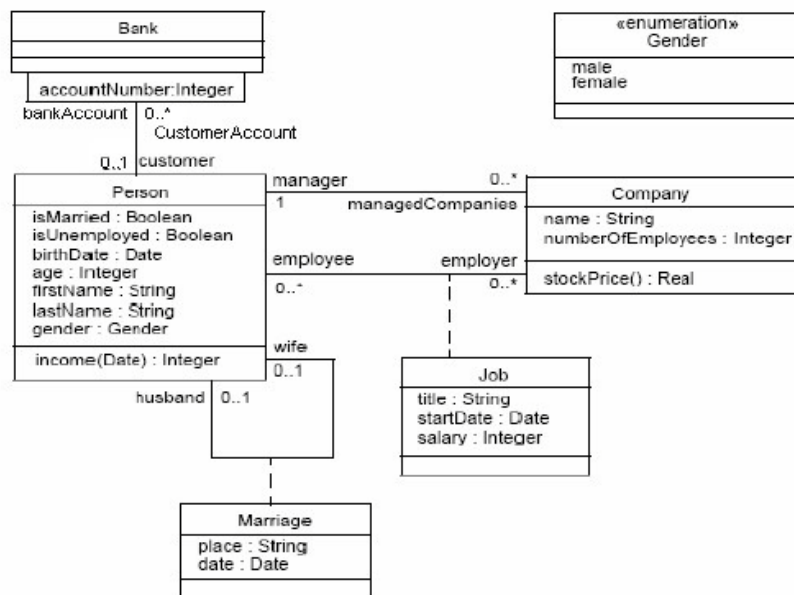 Bank
accountNumber:Integer
bankAccount 0..*
CustomerAccount
0..1 customer
«enumeration»
Gender
male
female
Person
isMarried : Boolean
isUnemployed : Boolean
birthDate : Date
age : Integer
firstName : String
lastName : String
gender : Gender
income(Date) : Integer
manager 0..*
1 managedCompanies
employee employer
0..* 0..*
Company
name : String
numberOfEmployees : Integer
stockPrice() : Real
wife
0..1
husband 0..1
Job
title : String
startDate : Date
salary : Integer
Marriage
place : String
date : Date